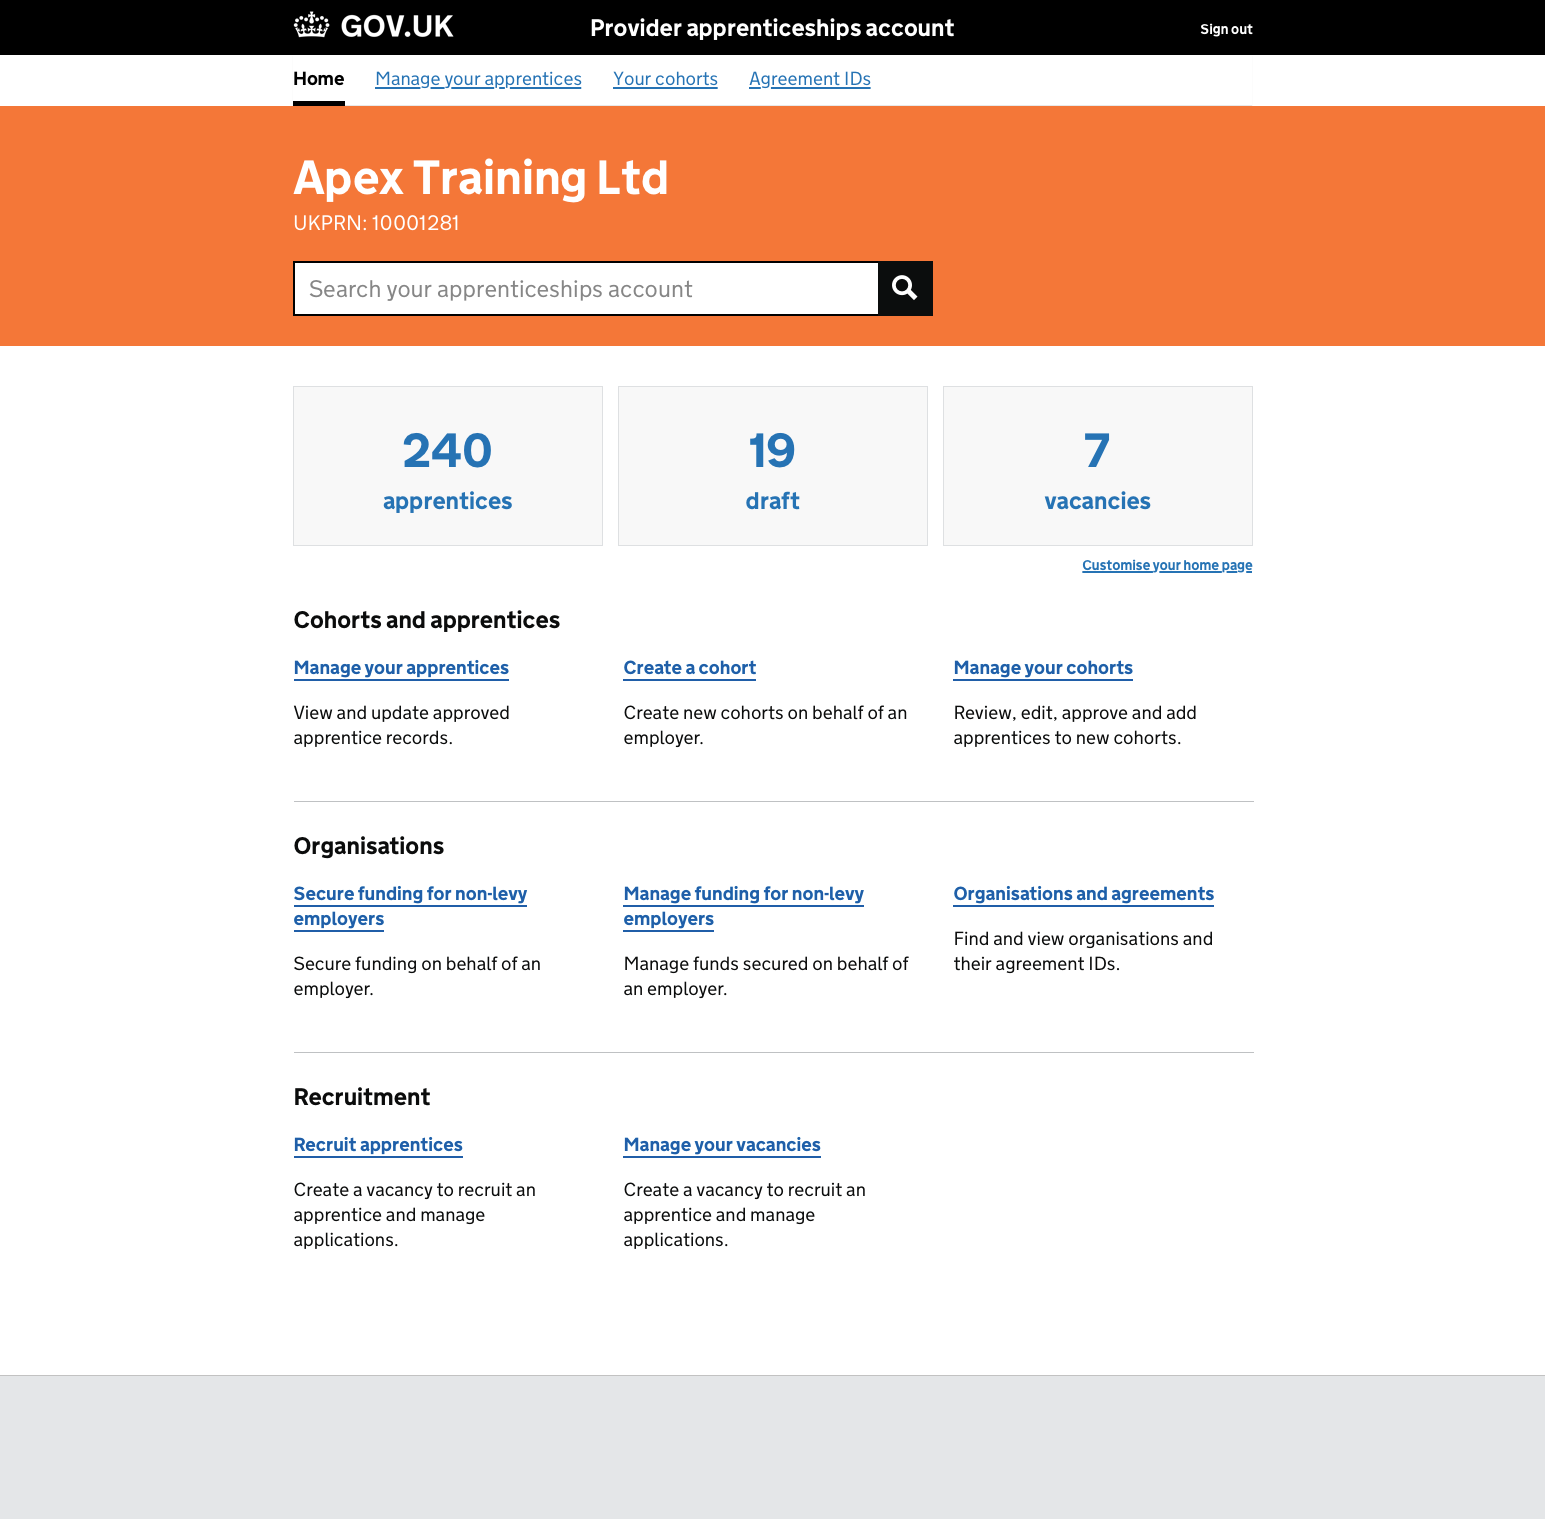 GOV.UK
Provider apprenticeships account
Sign out
Home
Manage your apprentices
Your cohorts
Agreement IDs
Apex Training Ltd
UKPRN: 10001281
Search your apprenticeships account
240
apprentices
19
draft
7
vacancies
Customise your home page
Cohorts and apprentices
Manage your apprentices
View and update approved
apprentice records.
Create a cohort
Create new cohorts on behalf of an
employer.
Manage your cohorts
Review, edit, approve and add
apprentices to new cohorts.
Organisations
Secure funding for non-levy
employers
Secure funding on behalf of an
employer.
Manage funding for non-levy
employers
Manage funds secured on behalf of
an employer.
Organisations and agreements
Find and view organisations and
their agreement IDs.
Recruitment
Recruit apprentices
Create a vacancy to recruit an
apprentice and manage
applications.
Manage your vacancies
Create a vacancy to recruit an
apprentice and manage
applications.